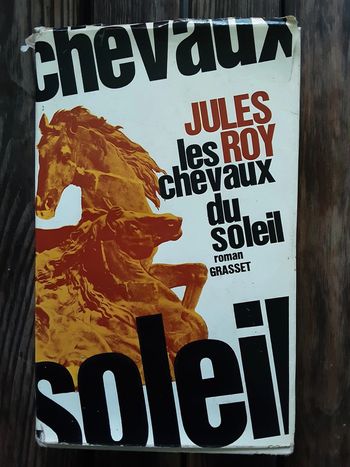 chevaux
JULES
ROY
les
chevaux
du
soleil
roman
GRASSET
soleil